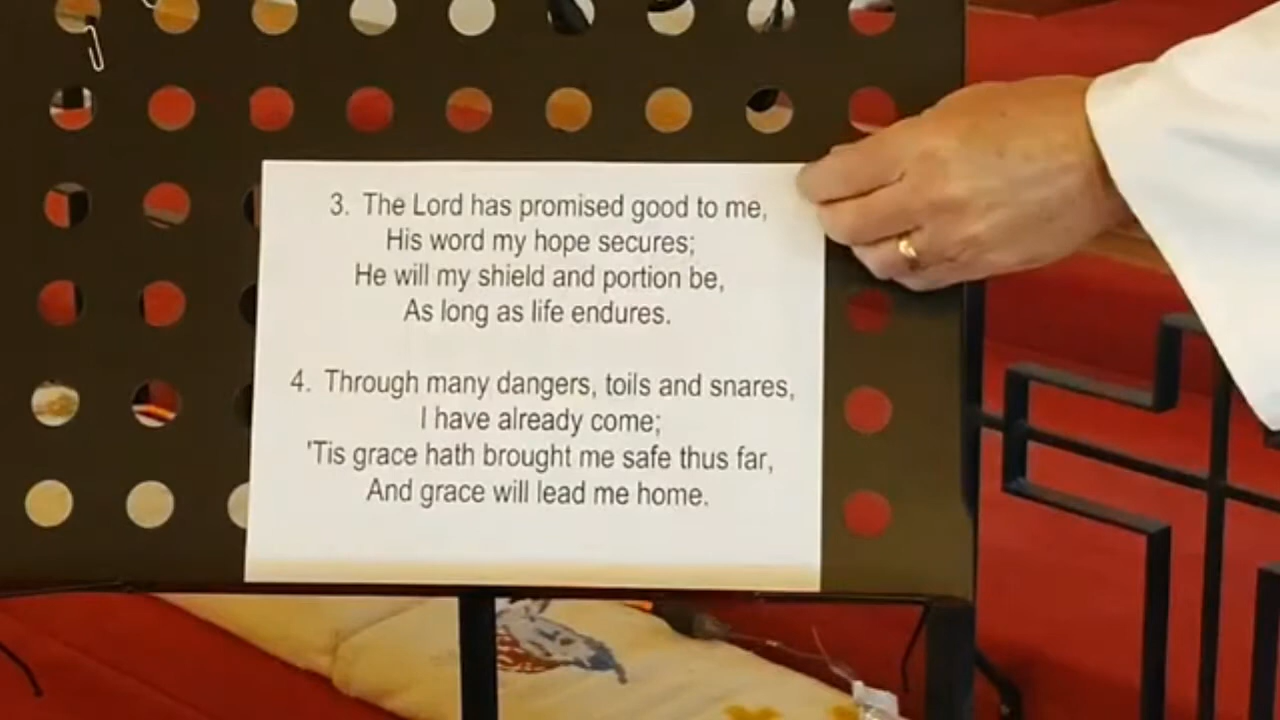 3. The Lord has promised good to me,
His word my hope secures;
He will my shield and portion be,
As long as life endures.
4. Through many dangers, toils and snares,
I have already come;
'Tis grace hath brought me safe thus far,
And grace will lead me home.